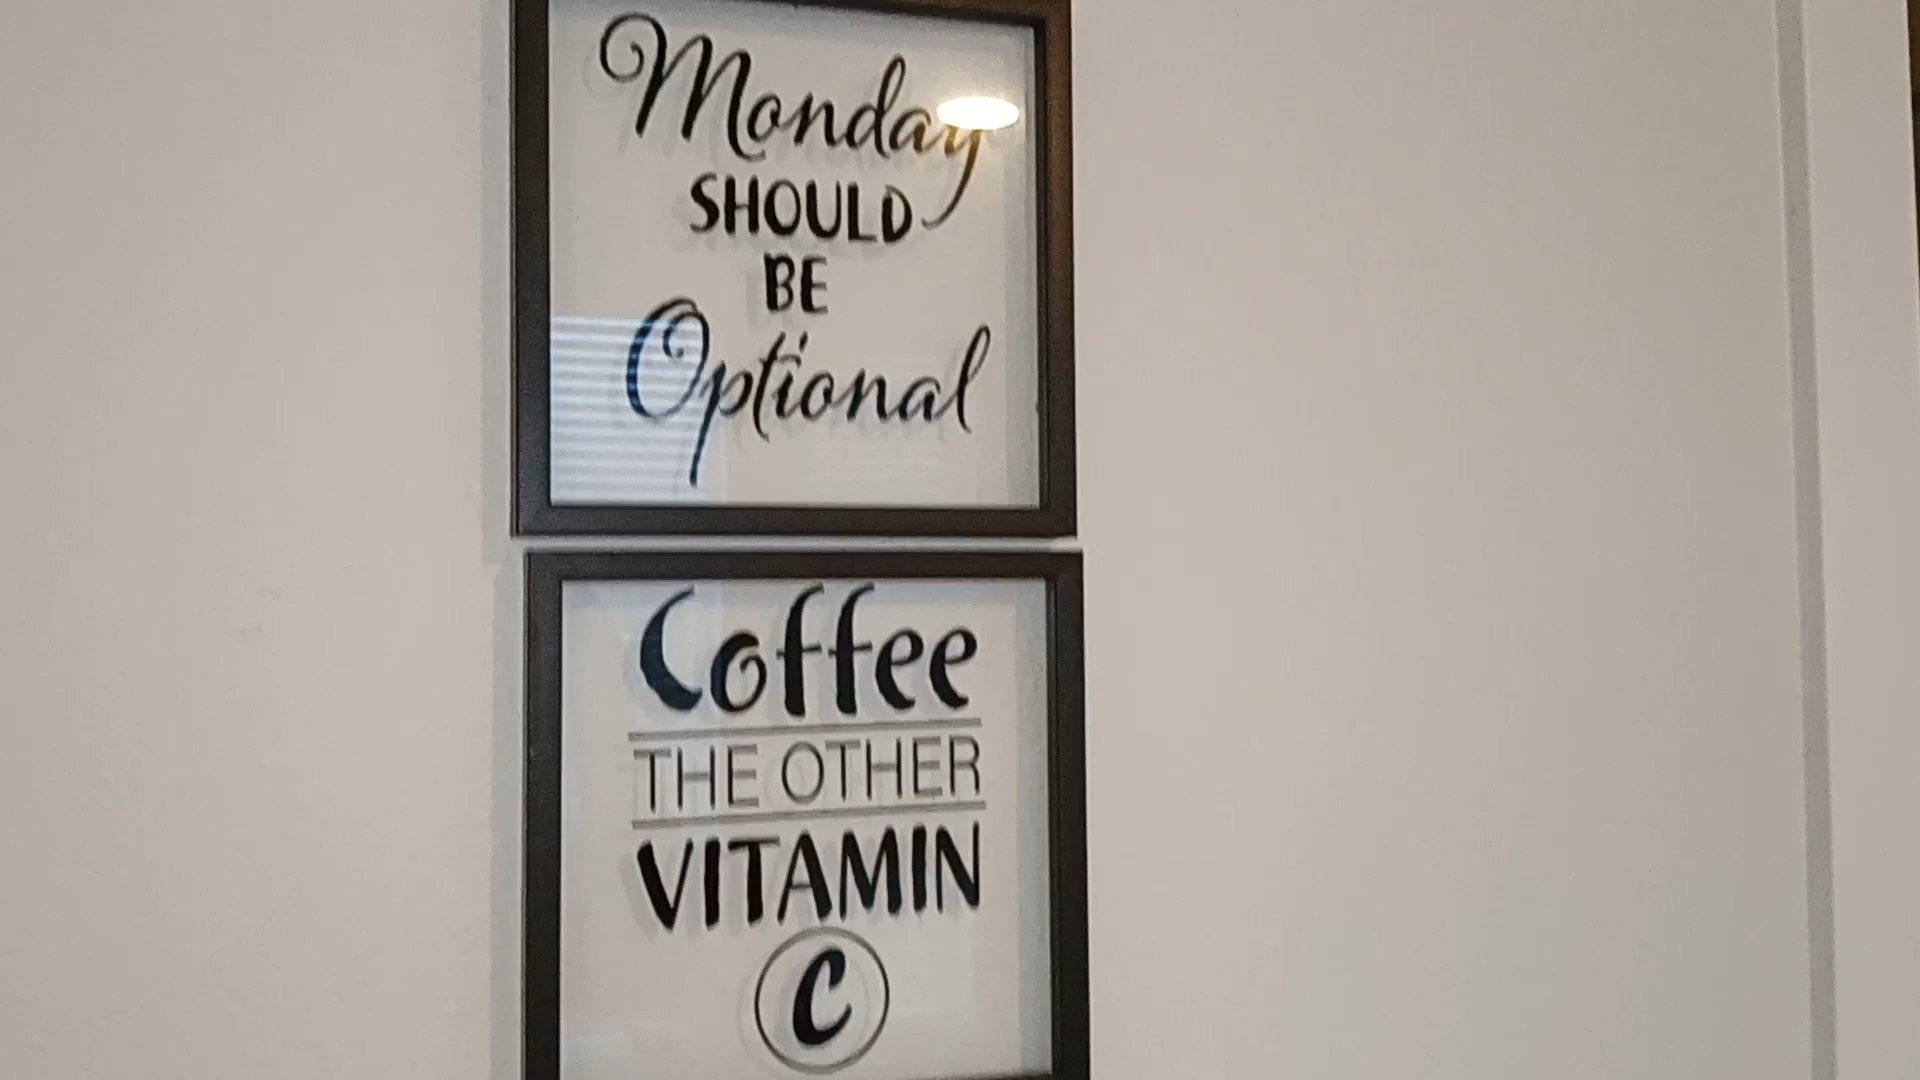 Monday
SHOULD
BE
Optional
Coffee
THE OTHER
VITAMIN
C